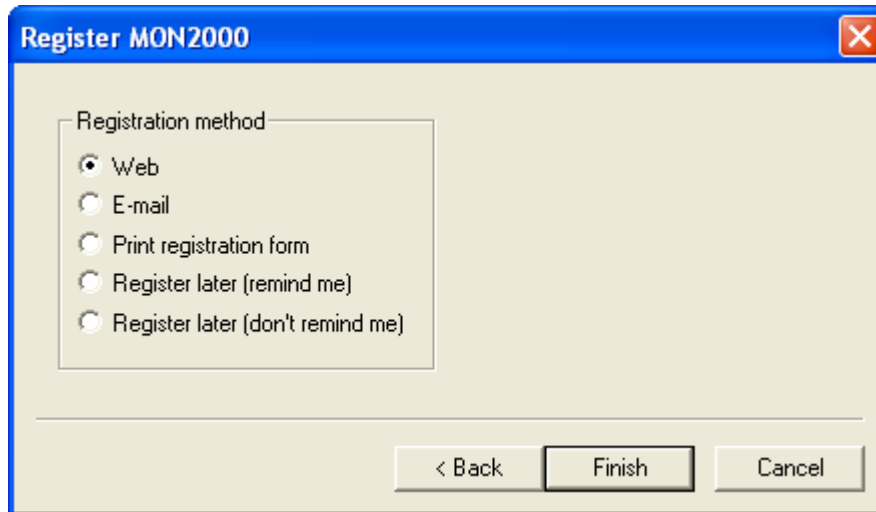 Register MON2000
Registration method
Web
E-mail
Print registration form
Register later (remind me)
Register later (don't remind me)
< Back Finish Cancel